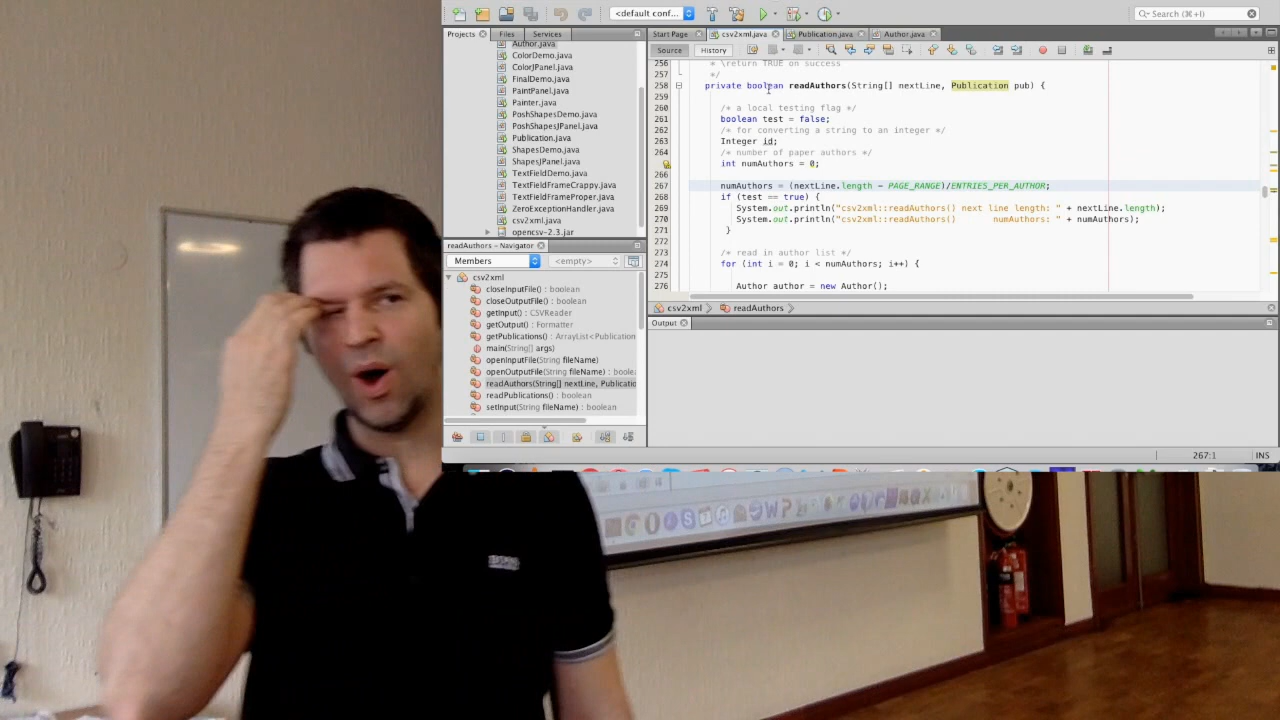 <default conf...
Search (⌘+I)
Projects
Files
Services
Start Page
csv2xml.java
Publication.java
Author.java
Source
History
Author.java
ColorDemo.java
ColorJPanel.java
FinalDemo.java
PaintPanel.java
Painter.java
PoshShapesDemo.java
PoshShapesJPanel.java
Publication.java
ShapesDemo.java
ShapesJPanel.java
TextFieldDemo.java
TextFieldFrameCrappy.java
TextFieldFrameProper.java
ZeroExceptionHandler.java
csv2xml.java
opencsv-2.3.jar
readAuthors – Navigator
Members
<empty>
csv2xml
closeInputFile() : boolean
closeOutputFile() : boolean
getInput() : CSVReader
getOutput() : Formatter
getPublications() : ArrayList<Publication
main(String[] args)
openInputFile(String fileName)
openOutputFile(String fileName) : boolea
readAuthors(String[] nextLine, Publicatio
readPublications() : boolean
setInput(String fileName) : boolean
256 * \return TRUE on success
257 */
258 private boolean readAuthors(String[] nextLine, Publication pub) {
259
260 /* a local testing flag */
261 boolean test = false;
262 /* for converting a string to an integer */
263 Integer id;
264 /* number of paper authors */
int numAuthors = 0;
266
267 numAuthors = (nextLine.length - PAGE_RANGE)/ENTRIES_PER_AUTHOR;
268 if (test == true) {
269 System.out.println("csv2xml::readAuthors() next line length: " + nextLine.length);
270 System.out.println("csv2xml::readAuthors() numAuthors: " + numAuthors);
271 }
272
273 /* read in author list */
274 for (int i = 0; i < numAuthors; i++) {
275
276 Author author = new Author();
csv2xml
readAuthors
Output
267:1
INS